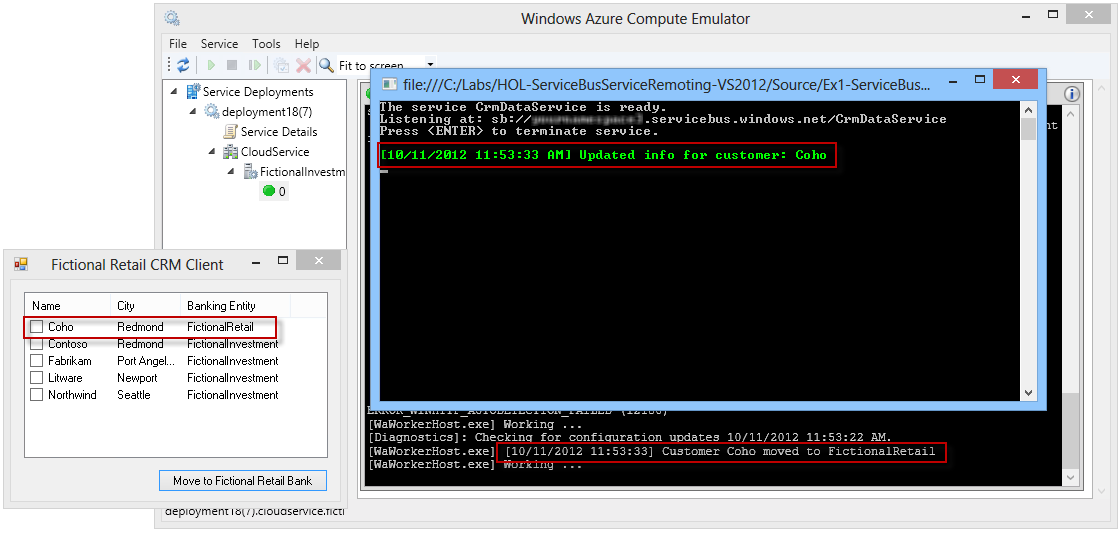 Windows Azure Compute Emulator
File Service Tools Help
Fit to screen
Service Deployments
deployment18(7)
Service Details
CloudService
FictionalInvestm
0
file:///C:/Labs/HOL-ServiceBusServiceRemoting-VS2012/Source/Ex1-ServiceBus...
The service CrmDataService is ready.
Listening at: sb:// .servicebus.windows.net/CrmDataService
Press <ENTER> to terminate service.
[10/11/2012 11:53:33 AM] Updated info for customer: Coho
Fictional Retail CRM Client
Name City Banking Entity
Coho Redmond FictionalRetail
Contoso Redmond FictionalInvestment
Fabrikam Port Angel... FictionalInvestment
Litware Newport FictionalInvestment
Northwind Seattle FictionalInvestment
Move to Fictional Retail Bank
[WaWorkerHost.exe] Working ...
[Diagnostics]: Checking for configuration updates 10/11/2012 11:53:22 AM.
[WaWorkerHost.exe] [10/11/2012 11:53:33] Customer Coho moved to FictionalRetail
[WaWorkerHost.exe] Working ...
deployment18(7).cloudservice.ficti